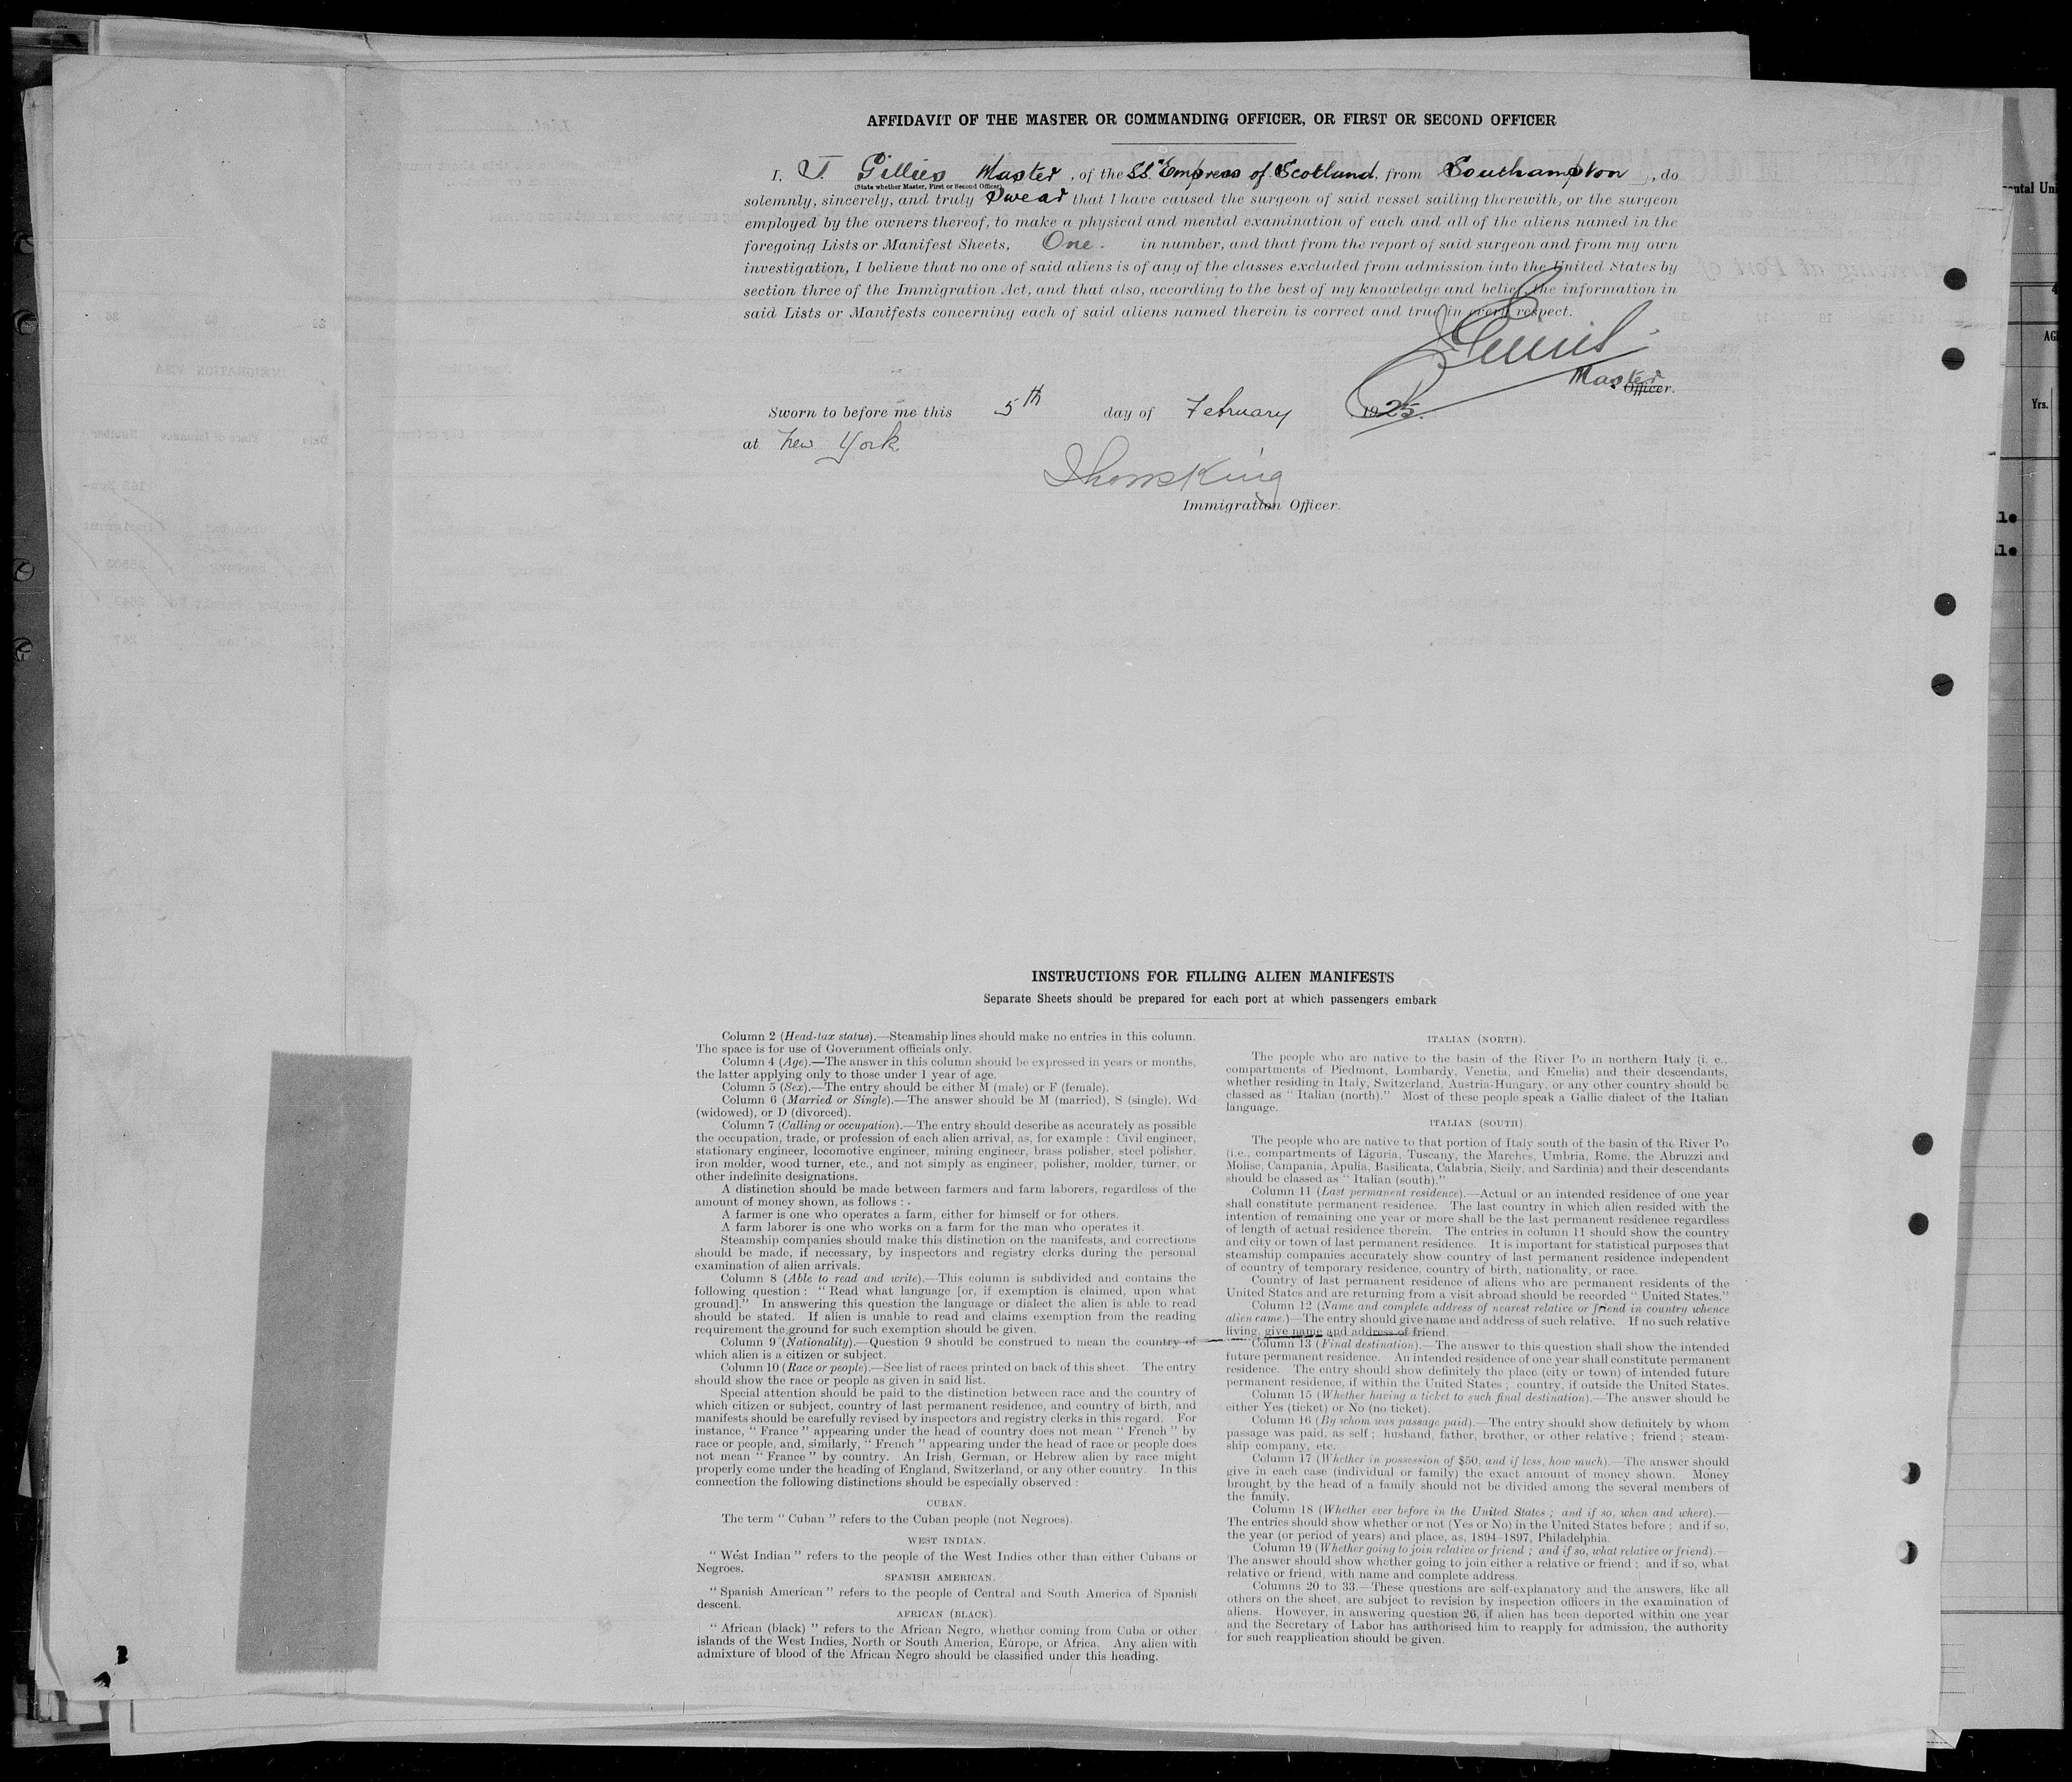 AFFIDAVIT OF THE MASTER OR COMMANDING OFFICER, OR FIRST OR SECOND OFFICER
I, J. Gillies Master, of the S.S. "Empress of Scotland, from Southampton, do
(State whether Master, First or Second Officer)
solemnly, sincerely, and truly Swear that I have caused the surgeon of said vessel sailing therewith, or the surgeon
employed by the owners thereof, to make a physical and mental examination of each and all of the aliens named in the
foregoing Lists or Manifest Sheets, One. in number, and that from the report of said surgeon and from my own
investigation, I believe that no one of said aliens is of any of the classes excluded from admission into the United States by
section three of the Immigration Act, and that also, according to the best of my knowledge and belief, the information in
said Lists or Manifests concerning each of said aliens named therein is correct and true in every respect.
Master
Officer.
Sworn to before me this 5th day of February 1925.
at New York
King
Immigration Officer.
INSTRUCTIONS FOR FILLING ALIEN MANIFESTS
Separate Sheets should be prepared for each port at which passengers embark
Column 2 (Head-tax status).—Steamship lines should make no entries in this column.
The space is for use of Government officials only.
Column 4 (Age).—The answer in this column should be expressed in years or months,
the latter applying only to those under 1 year of age.
Column 5 (Sex).—The entry should be either M (male) or F (female).
Column 6 (Married or Single).—The answer should be M (married), S (single), Wd
(widowed), or D (divorced).
Column 7 (Calling or occupation).—The entry should describe as accurately as possible
the occupation, trade, or profession of each alien arrival, as, for example : Civil engineer,
stationary engineer, locomotive engineer, mining engineer, brass polisher, steel polisher,
iron molder, wood turner, etc., and not simply as engineer, polisher, molder, turner, or
other indefinite designations.
A distinction should be made between farmers and farm laborers, regardless of the
amount of money shown, as follows : -
A farmer is one who operates a farm, either for himself or for others.
A farm laborer is one who works on a farm for the man who operates it.
Steamship companies should make this distinction on the manifests, and corrections
should be made, if necessary, by inspectors and registry clerks during the personal
examination of alien arrivals.
Column 8 (Able to read and write).—This column is subdivided and contains the
following question : " Read what language [or, if exemption is claimed, upon what
ground]." In answering this question the language or dialect the alien is able to read
should be stated. If alien is unable to read and claims exemption from the reading
requirement the ground for such exemption should be given.
Column 9 (Nationality).—Question 9 should be construed to mean the country of
which alien is a citizen or subject.
Column 10 (Race or people).—See list of races printed on back of this sheet. The entry
should show the race or people as given in said list.
Special attention should be paid to the distinction between race and the country of
which citizen or subject, country of last permanent residence, and country of birth, and
manifests should be carefully revised by inspectors and registry clerks in this regard. For
instance, " France " appearing under the head of country does not mean " French " by
race or people, and, similarly, " French " appearing under the head of race or people does
not mean " France " by country. An Irish, German, or Hebrew alien by race might
properly come under the heading of England, Switzerland, or any other country. In this
connection the following distinctions should be especially observed :
CUBAN.
The term " Cuban " refers to the Cuban people (not Negroes).
WEST INDIAN.
" West Indian " refers to the people of the West Indies other than either Cubans or
Negroes.
SPANISH AMERICAN.
" Spanish American " refers to the people of Central and South America of Spanish
descent.
AFRICAN (BLACK).
" African (black) " refers to the African Negro, whether coming from Cuba or other
islands of the West Indies, North or South America, Europe, or Africa. Any alien with
admixture of blood of the African Negro should be classified under this heading.
ITALIAN (NORTH).
The people who are native to the basin of the River Po in northern Italy (i. e.,
compartments of Piedmont, Lombardy, Venetia, and Emelia) and their descendants,
whether residing in Italy, Switzerland, Austria-Hungary, or any other country should be
classed as " Italian (north)." Most of these people speak a Gallic dialect of the Italian
language.
ITALIAN (SOUTH).
The people who are native to that portion of Italy south of the basin of the River Po
(i.e., compartments of Liguria, Tuscany, the Marches, Umbria, Rome, the Abruzzi and
Molise, Campania, Apulia, Basilicata, Calabria, Sicily, and Sardinia) and their descendants
should be classed as " Italian (south)."
Column 11 (Last permanent residence).—Actual or an intended residence of one year
shall constitute permanent residence. The last country in which alien resided with the
intention of remaining one year or more shall be the last permanent residence regardless
of length of actual residence therein. The entries in column 11 should show the country
and city or town of last permanent residence. It is important for statistical purposes that
steamship companies accurately show country of last permanent residence independent
of country of temporary residence, country of birth, nationality, or race.
Country of last permanent residence of aliens who are permanent residents of the
United States and are returning from a visit abroad should be recorded " United States."
Column 12 (Name and complete address of nearest relative or friend in country whence
alien came.)—The entry should give name and address of such relative. If no such relative
living, give name and address of friend.
Column 13 (Final destination).—The answer to this question shall show the intended
future permanent residence. An intended residence of one year shall constitute permanent
residence. The entry should show definitely the place (city or town) of intended future
permanent residence, if within the United States ; country, if outside the United States.
Column 15 (Whether having a ticket to such final destination).—The answer should be
either Yes (ticket) or No (no ticket).
Column 16 (By whom was passage paid).—The entry should show definitely by whom
passage was paid, as self ; husband, father, brother, or other relative ; friend ; steam-
ship company, etc.
Column 17 (Whether in possession of $50, and if less, how much).—The answer should
give in each case (individual or family) the exact amount of money shown. Money
brought by the head of a family should not be divided among the several members of
the family.
Column 18 (Whether ever before in the United States ; and if so, when and where).—
The entries should show whether or not (Yes or No) in the United States before ; and if so,
the year (or period of years) and place, as, 1894-1897, Philadelphia.
Column 19 (Whether going to join relative or friend ; and if so, what relative or friend).—
The answer should show whether going to join either a relative or friend ; and if so, what
relative or friend, with name and complete address.
Columns 20 to 33.—These questions are self-explanatory and the answers, like all
others on the sheet, are subject to revision by inspection officers in the examination of
aliens. However, in answering question 26, if alien has been deported within one year
and the Secretary of Labor has authorised him to reapply for admission, the authority
for such reapplication should be given.
Yrs.